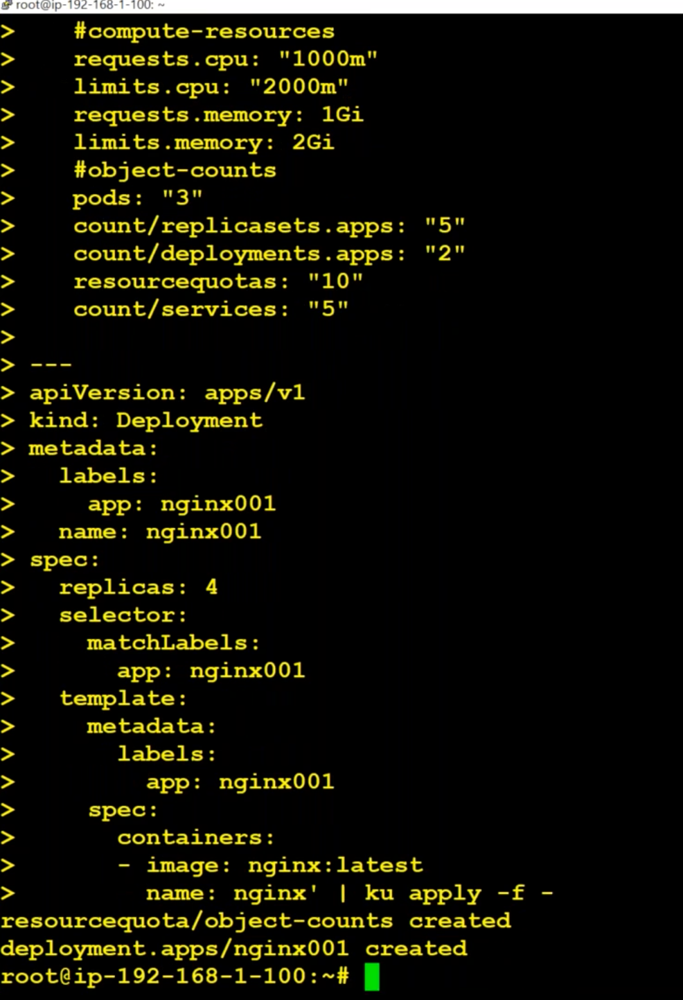 root@ip-192-168-1-100: ~
>     #compute-resources
>     requests.cpu: "1000m"
>     limits.cpu: "2000m"
>     requests.memory: 1Gi
>     limits.memory: 2Gi
>     #object-counts
>     pods: "3"
>     count/replicasets.apps: "5"
>     count/deployments.apps: "2"
>     resourcequotas: "10"
>     count/services: "5"
>
> ---
> apiVersion: apps/v1
> kind: Deployment
> metadata:
>   labels:
>     app: nginx001
>   name: nginx001
> spec:
>   replicas: 4
>   selector:
>     matchLabels:
>       app: nginx001
>   template:
>     metadata:
>       labels:
>         app: nginx001
>     spec:
>       containers:
>       - image: nginx:latest
>         name: nginx' | ku apply -f -
resourcequota/object-counts created
deployment.apps/nginx001 created
root@ip-192-168-1-100:~#